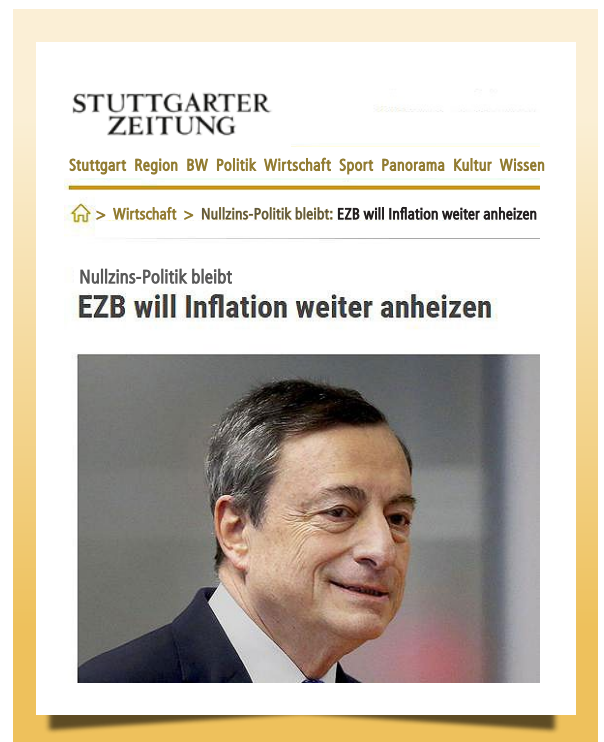 STUTTGARTER
ZEITUNG
Stuttgart Region BW Politik Wirtschaft Sport Panorama Kultur Wissen
> Wirtschaft > Nullzins-Politik bleibt: EZB will Inflation weiter anheizen
Nullzins-Politik bleibt
EZB will Inflation weiter anheizen